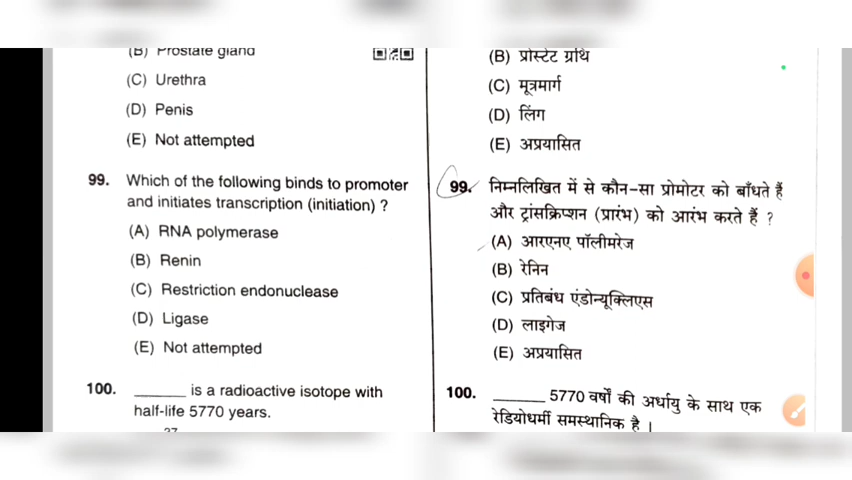 (B) Prostate gland
(C) Urethra
(D) Penis
(E) Not attempted
99. Which of the following binds to promoter
and initiates transcription (initiation) ?
(A) RNA polymerase
(B) Renin
(C) Restriction endonuclease
(D) Ligase
(E) Not attempted
100. ______ is a radioactive isotope with
half-life 5770 years.
(B) प्रोस्टेट ग्रंथि
(C) मूत्रमार्ग
(D) लिंग
(E) अप्रयासित
99. निम्नलिखित में से कौन-सा प्रोमोटर को बाँधते हैं
और ट्रांसक्रिप्शन (प्रारंभ) को आरंभ करते हैं ?
(A) आरएनए पॉलीमरेज
(B) रेनिन
(C) प्रतिबंध एंडोन्यूक्लिएस
(D) लाइगेज
(E) अप्रयासित
100. ______ 5770 वर्षों की अर्धायु के साथ एक
रेडियोधर्मी समस्थानिक है ।